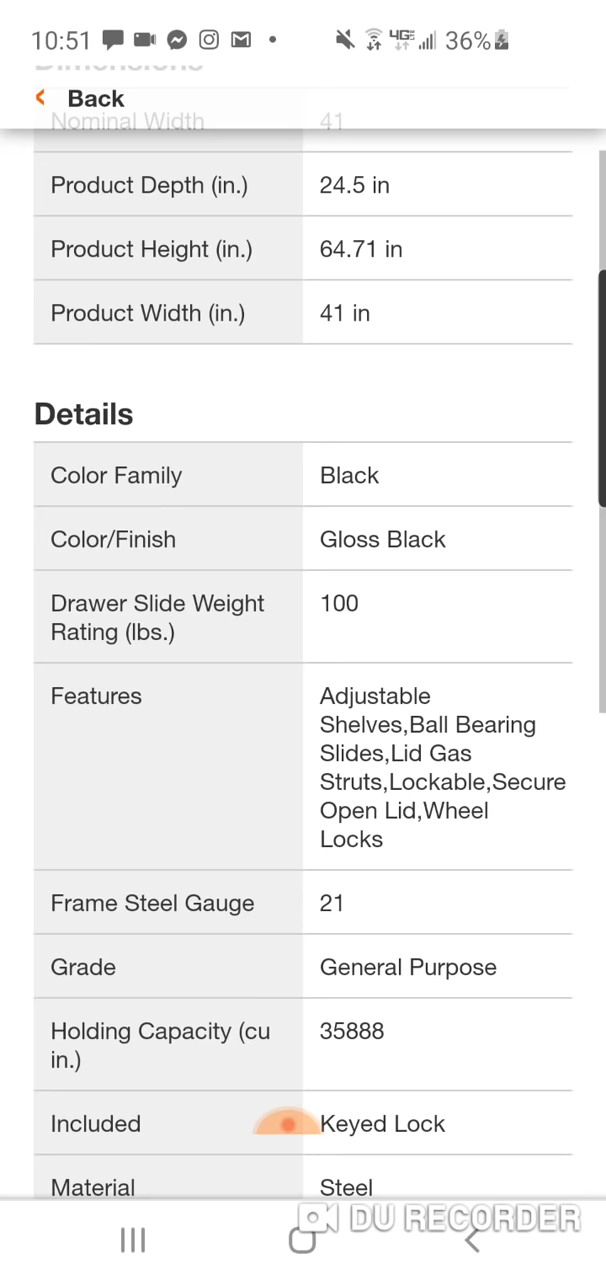 10:51 4GE 36%
Dimensions
Back
Nominal Width 41
Product Depth (in.) 24.5 in
Product Height (in.) 64.71 in
Product Width (in.) 41 in
Details
Color Family Black
Color/Finish Gloss Black
Drawer Slide Weight 100
Rating (lbs.)
Features Adjustable
Shelves,Ball Bearing
Slides,Lid Gas
Struts,Lockable,Secure
Open Lid,Wheel
Locks
Frame Steel Gauge 21
Grade General Purpose
Holding Capacity (cu 35888
in.)
Included Keyed Lock
Material Steel
DU RECORDER